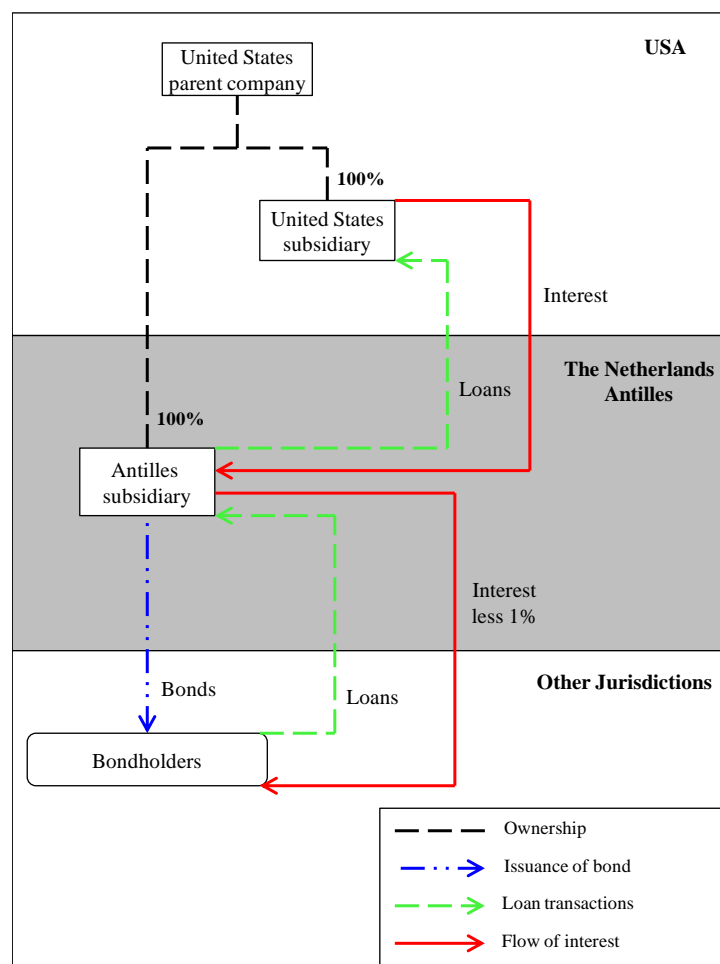 United States
parent company
USA
100%
United States
subsidiary
Interest
The Netherlands
Antilles
Loans
100%
Antilles
subsidiary
Interest
less 1%
Other Jurisdictions
Bonds
Loans
Bondholders
Ownership
Issuance of bond
Loan transactions
Flow of interest